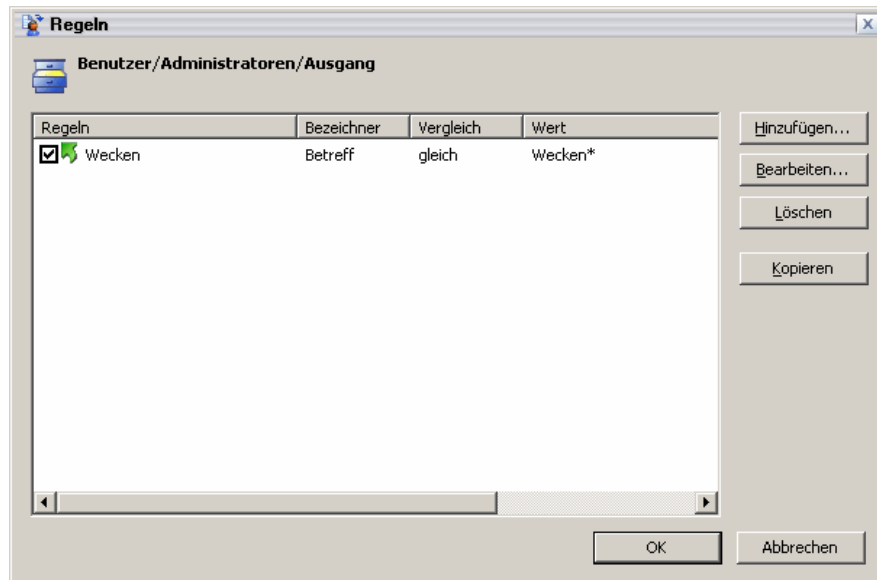 Regeln
Benutzer/Administratoren/Ausgang
Regeln Bezeichner Vergleich Wert
Wecken Betreff gleich Wecken*
Hinzufügen...
Bearbeiten...
Löschen
Kopieren
OK Abbrechen